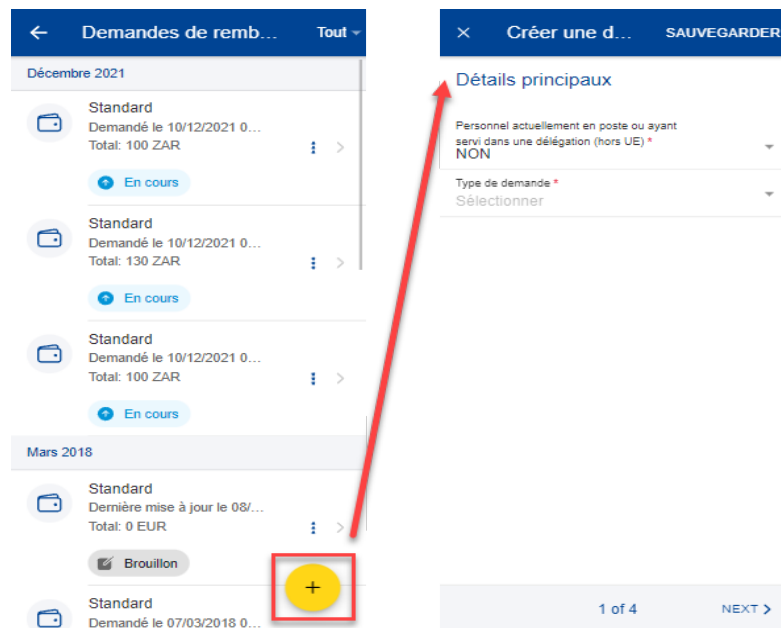 Demandes de remb...
Tout
Décembre 2021
Standard
Demandé le 10/12/2021 0...
Total: 100 ZAR
En cours
Standard
Demandé le 10/12/2021 0...
Total: 130 ZAR
En cours
Standard
Demandé le 10/12/2021 0...
Total: 100 ZAR
En cours
Mars 2018
Standard
Dernière mise à jour le 08/...
Total: 0 EUR
Brouillon
+
Standard
Demandé le 07/03/2018 0...
Créer une d...
SAUVEGARDER
Détails principaux
Personnel actuellement en poste ou ayant
servi dans une délégation (hors UE) *
NON
Type de demande *
Sélectionner
1 of 4
NEXT >